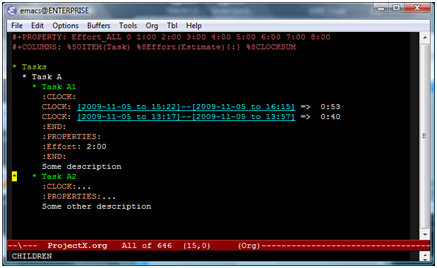 emacs@ENTERPRISE
File Edit Options Buffers Tools Org Tbl Help
#+PROPERTY: Effort_ALL 0 1:00 2:00 3:00 4:00 5:00 6:00 7:00 8:00
#+COLUMNS: %50ITEM(Task) %8Effort(Estimate){:} %8CLOCKSUM
* Tasks
* Task A
* Task A1
:CLOCK:
CLOCK: [2009-11-05 to 15:22]--[2009-11-05 to 16:15] => 0:53
CLOCK: [2009-11-05 to 13:17]--[2009-11-05 to 13:57] => 0:40
:END:
:PROPERTIES:
:Effort: 2:00
:END:
Some description
* * Task A2
:CLOCK:...
:PROPERTIES:...
Some other description
--\--- ProjectX.org All of 646 (15,0) (Org)--------------------------------
CHILDREN